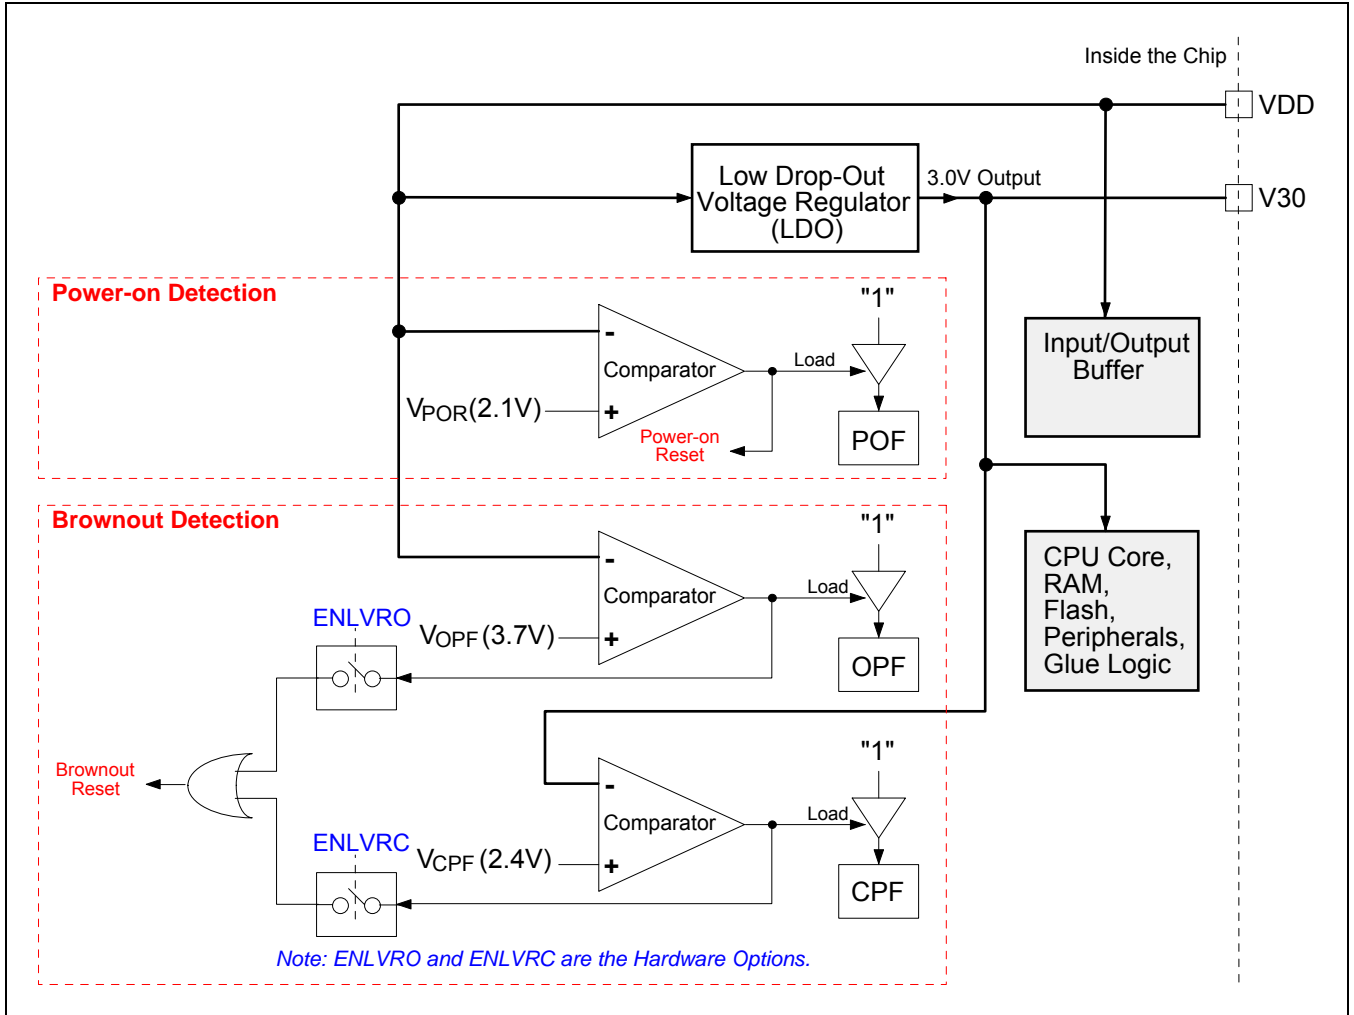 Inside the Chip
VDD
Low Drop-Out
Voltage Regulator
(LDO)
3.0V Output
V30
Power-on Detection
"1"
-
Comparator
Load
VPOR(2.1V)
+
Power-on
Reset
POF
Input/Output
Buffer
Brownout Detection
"1"
-
Comparator
Load
ENLVRO
VOPF (3.7V)
+
OPF
CPU Core,
RAM,
Flash,
Peripherals,
Glue Logic
"1"
Brownout
Reset
-
Comparator
Load
ENLVRC
VCPF (2.4V)
+
CPF
Note: ENLVRO and ENLVRC are the Hardware Options.